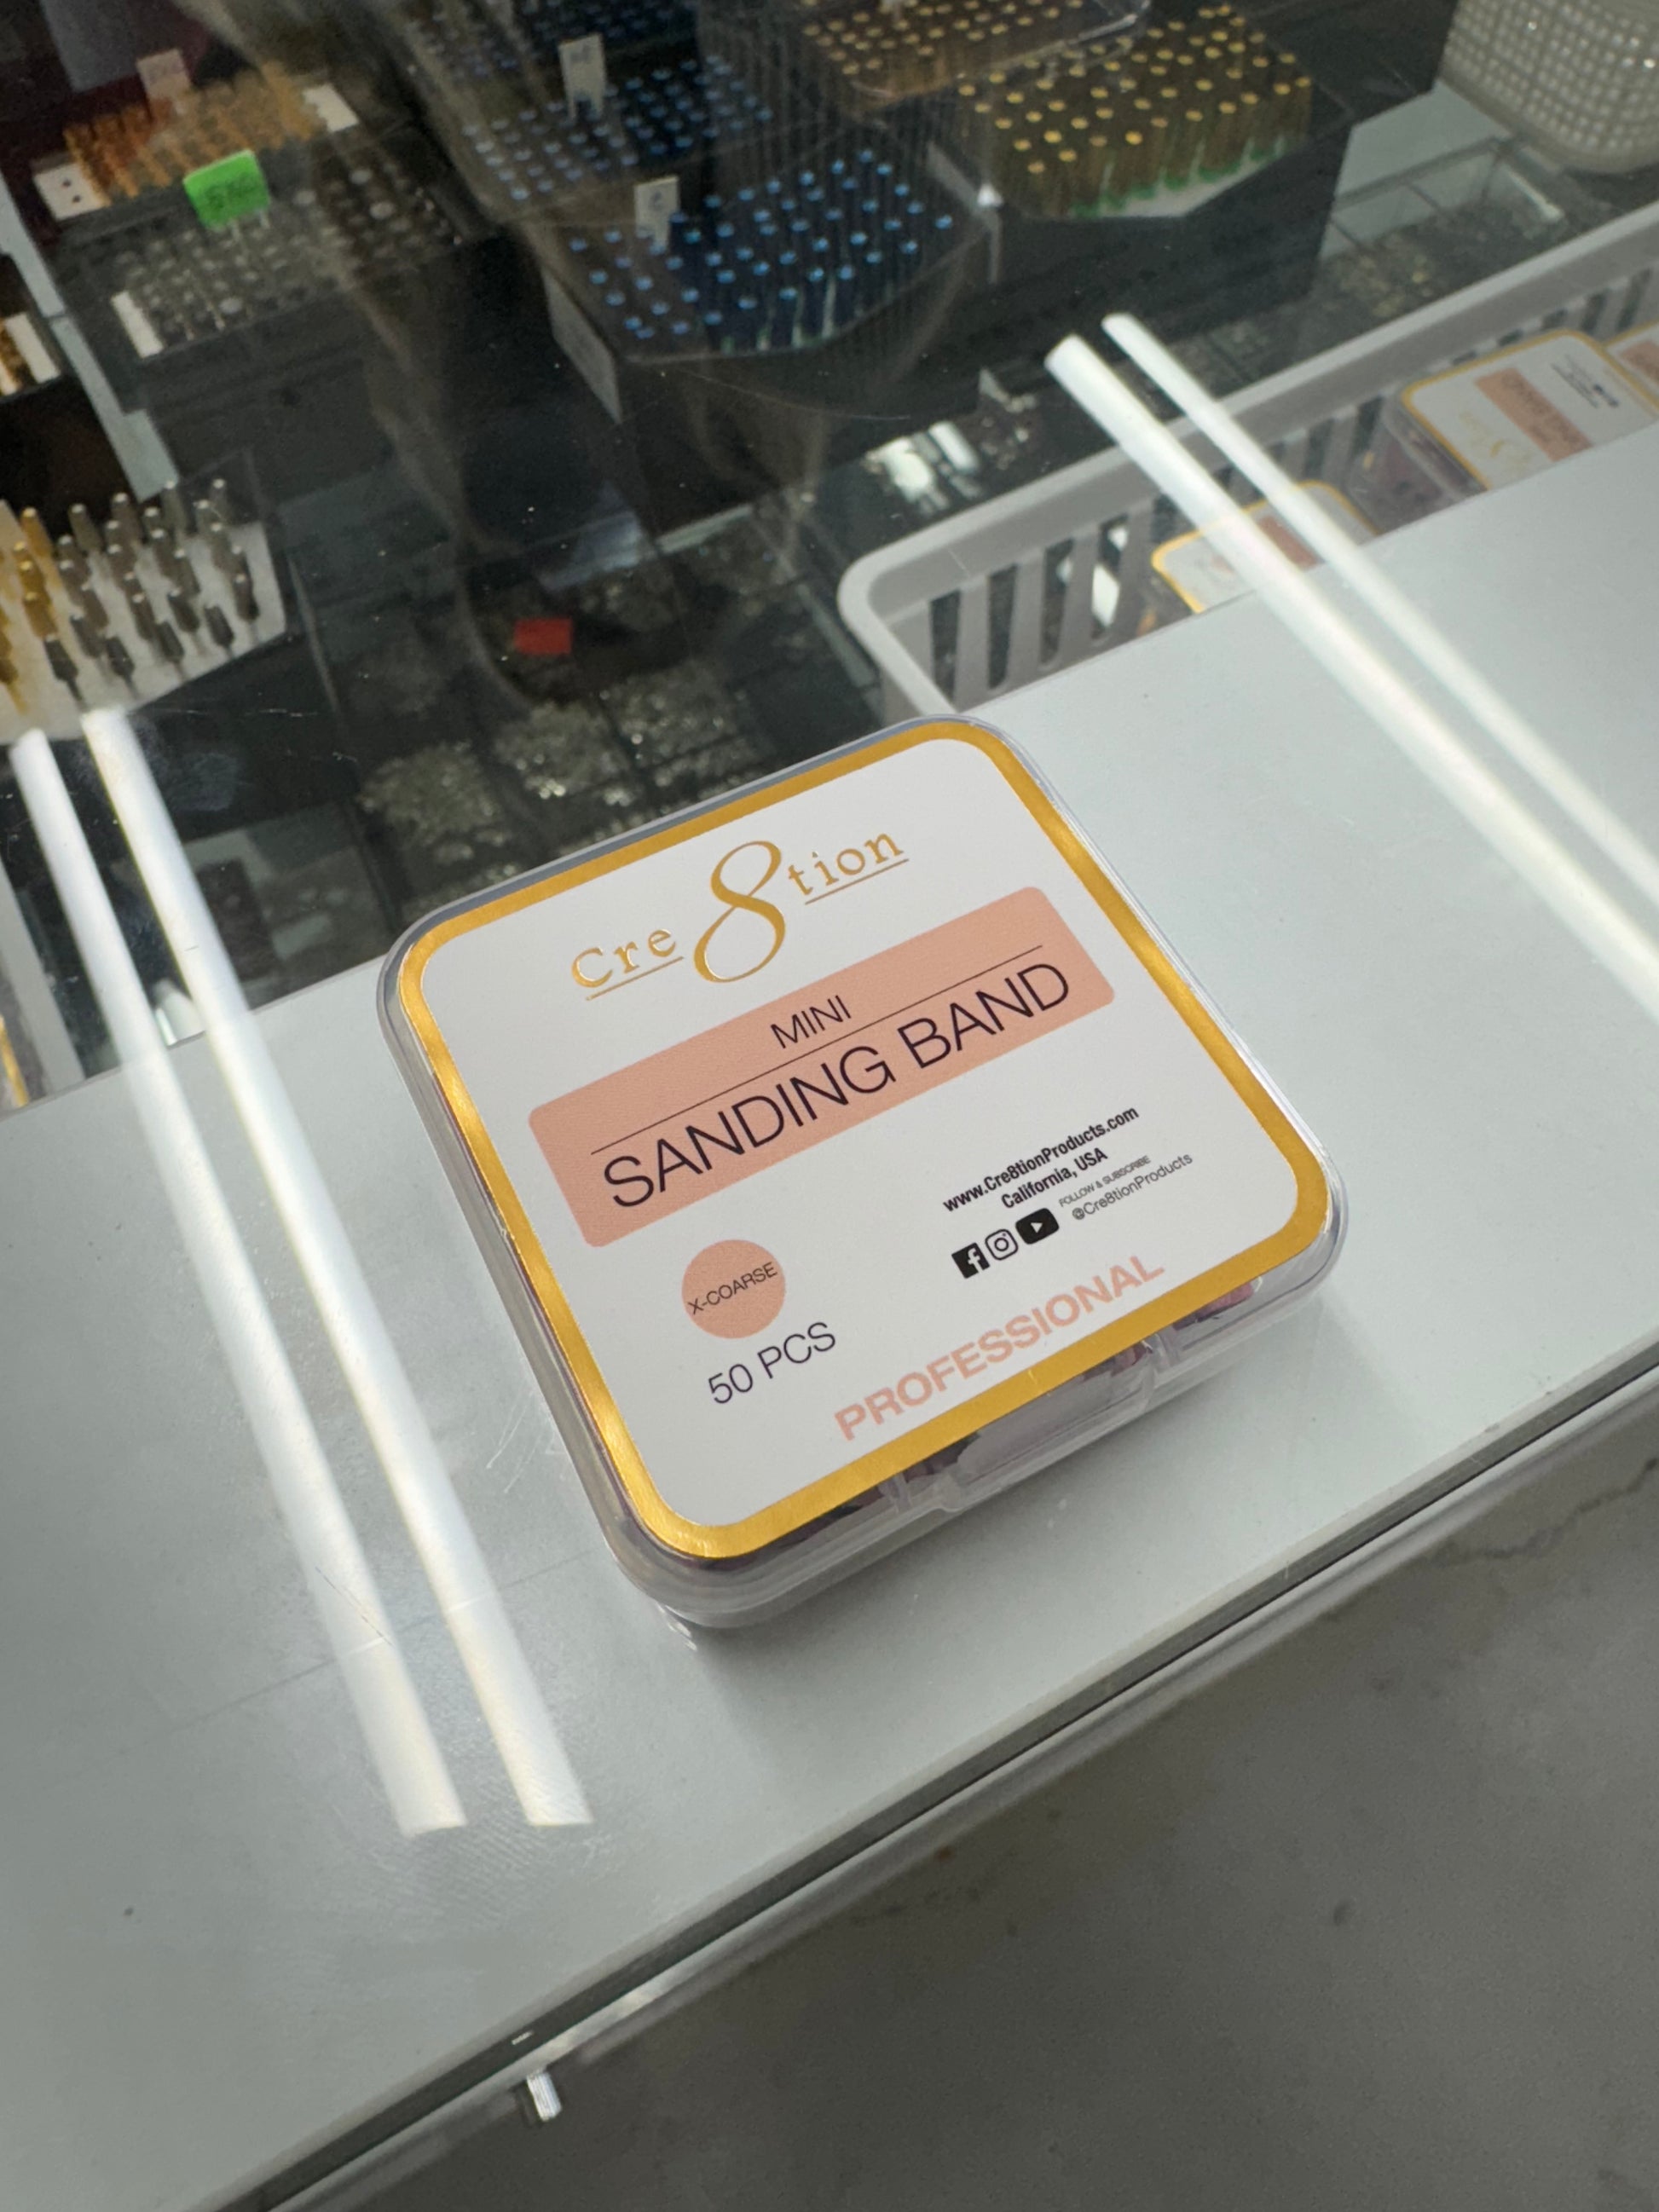 Cre8tion
MINI
SANDING BAND
www.Cre8tionProducts.com
California, USA
FOLLOW & SUBSCRIBE
@Cre8tionProducts
X-COARSE
50 PCS
PROFESSIONAL